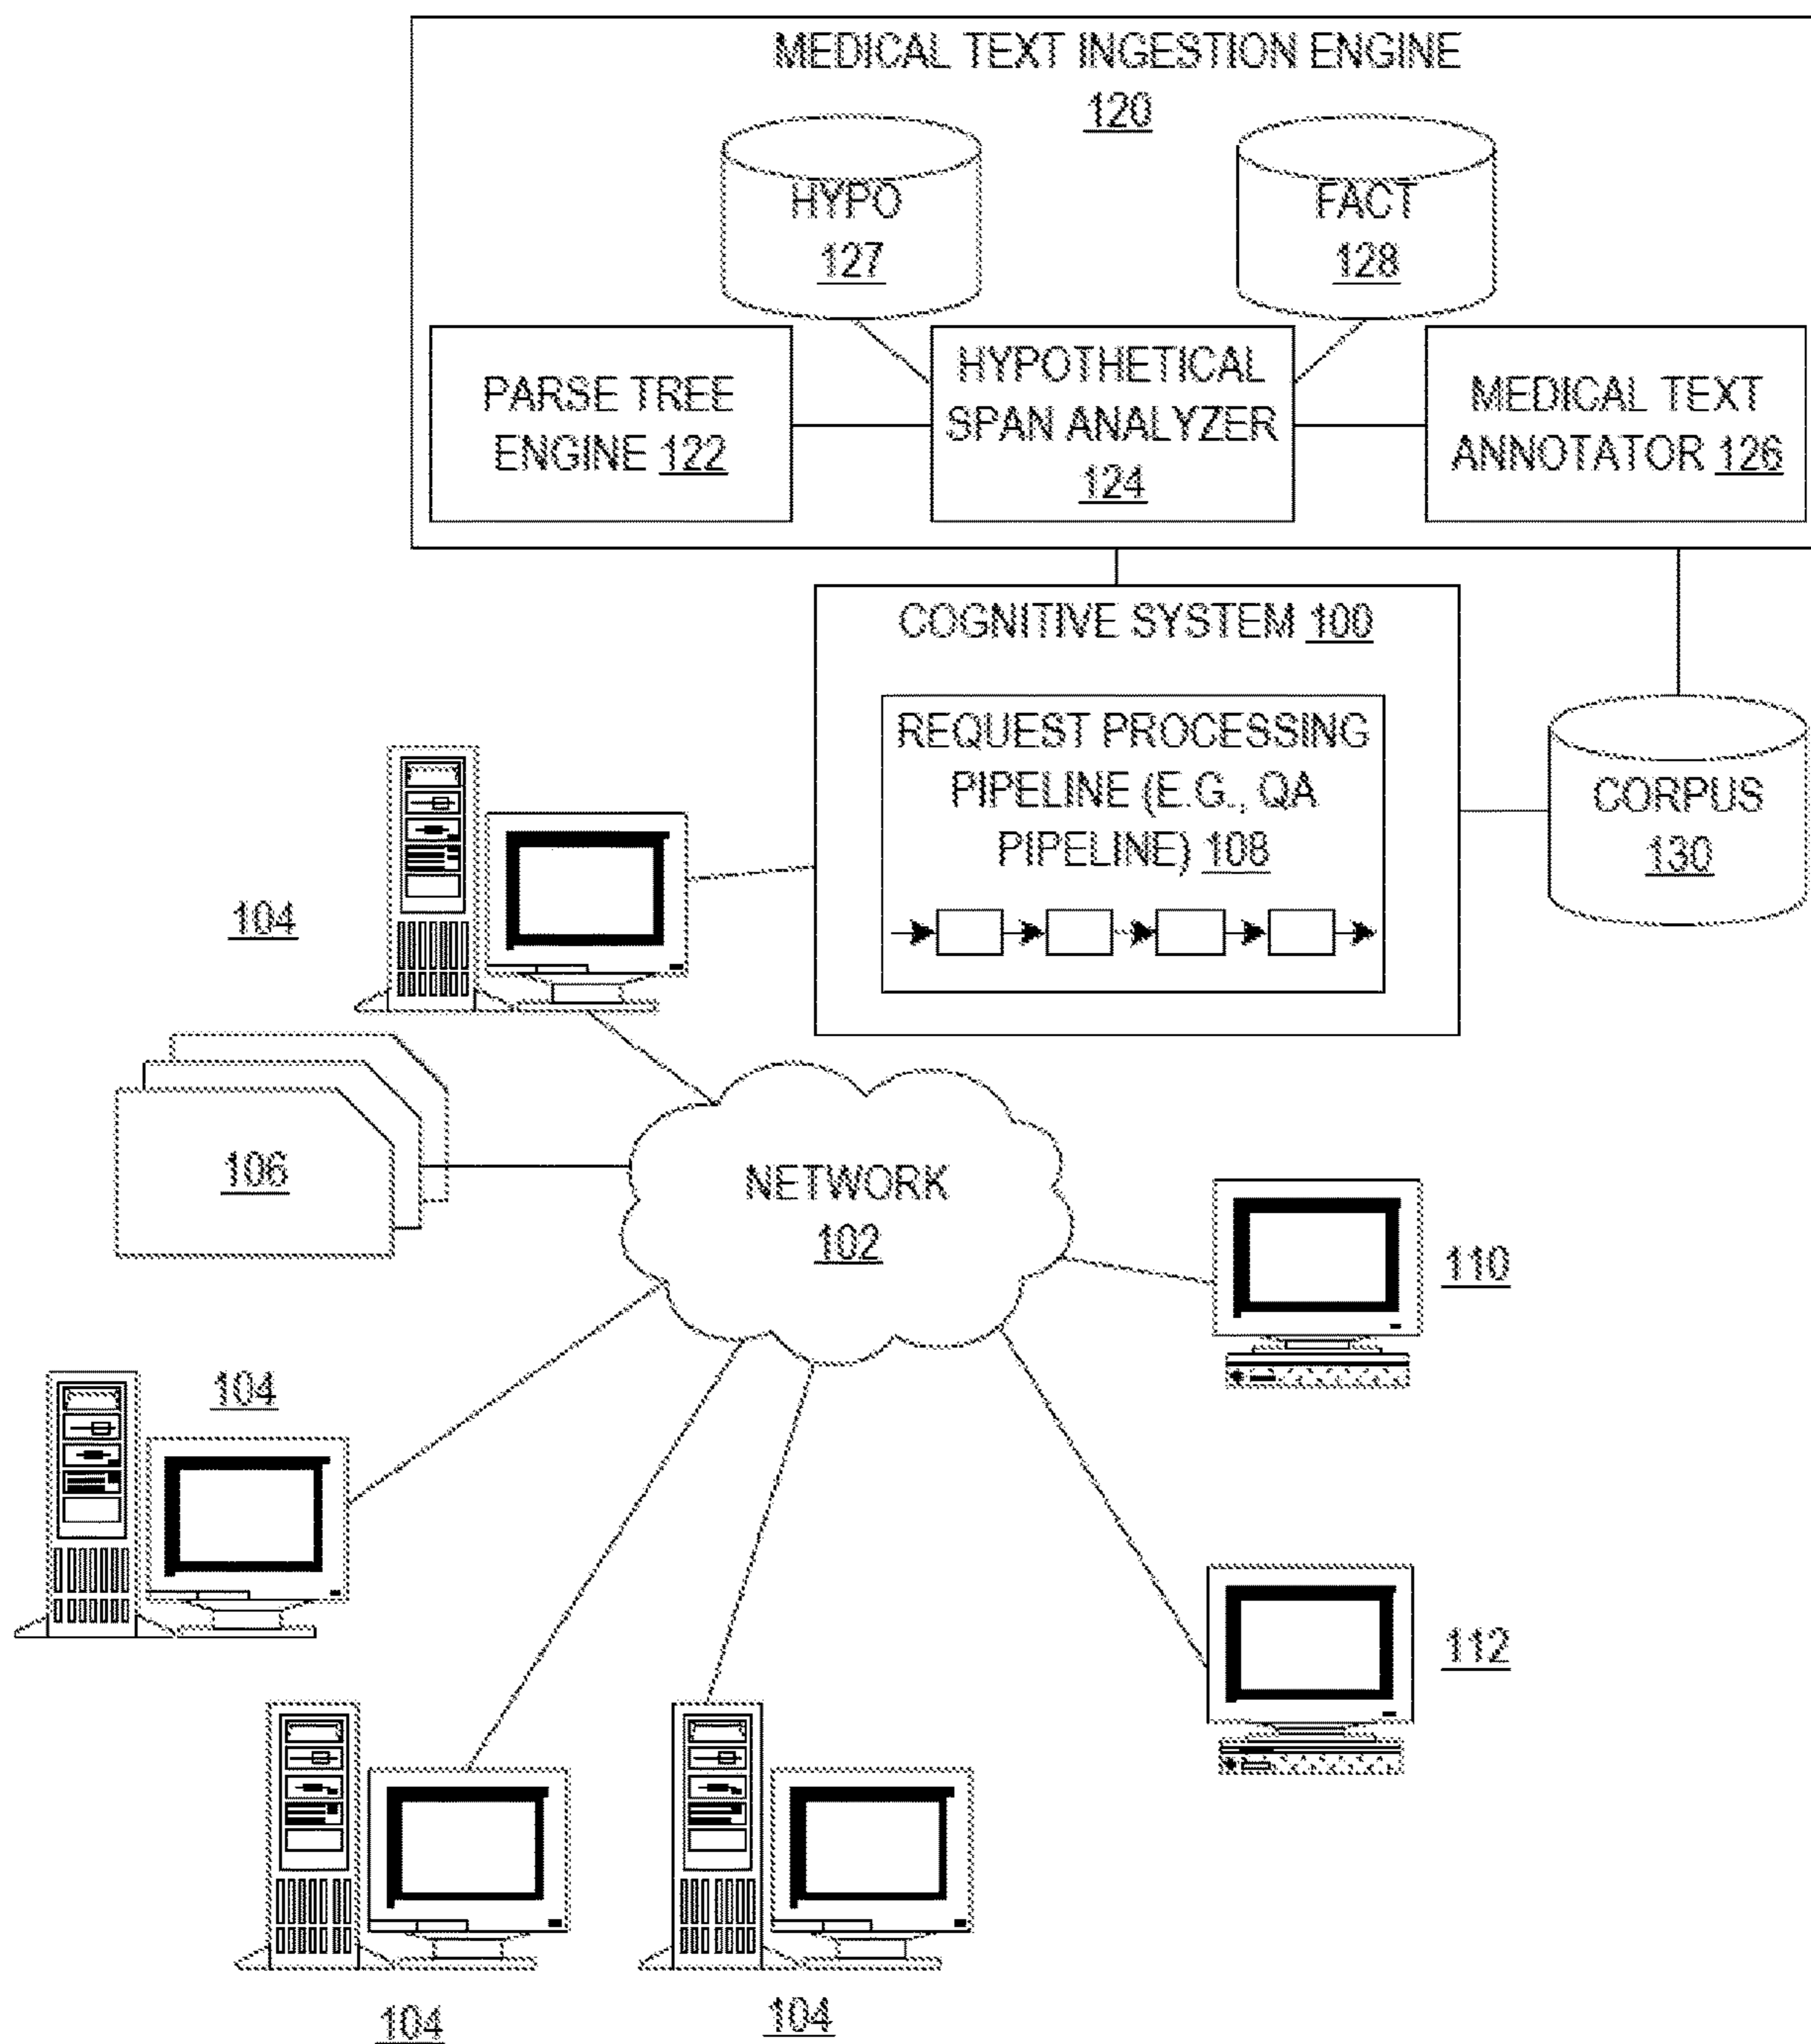 MEDICAL TEXT INGESTION ENGINE
120
HYPO
127
FACT
128
PARSE TREE
ENGINE 122
HYPOTHETICAL
SPAN ANALYZER
124
MEDICAL TEXT
ANNOTATOR 126
COGNITIVE SYSTEM 100
REQUEST PROCESSING
PIPELINE (E.G., QA
PIPELINE) 108
CORPUS
130
104
106
NETWORK
102
110
104
112
104
104